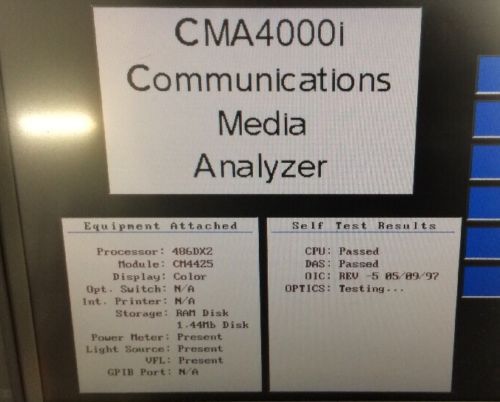 CMA4000i
Communications
Media
Analyzer
Equipment Attached
Processor: 486DX2
Module: CM4425
Display: Color
Opt. Switch: N/A
Int. Printer: N/A
Storage: RAM Disk
1.44Mb Disk
Power Meter: Present
Light Source: Present
VFL: Present
GPIB Port: N/A
Self Test Results
CPU: Passed
DAS: Passed
OIC: REV -5 05/09/97
OPTICS: Testing...